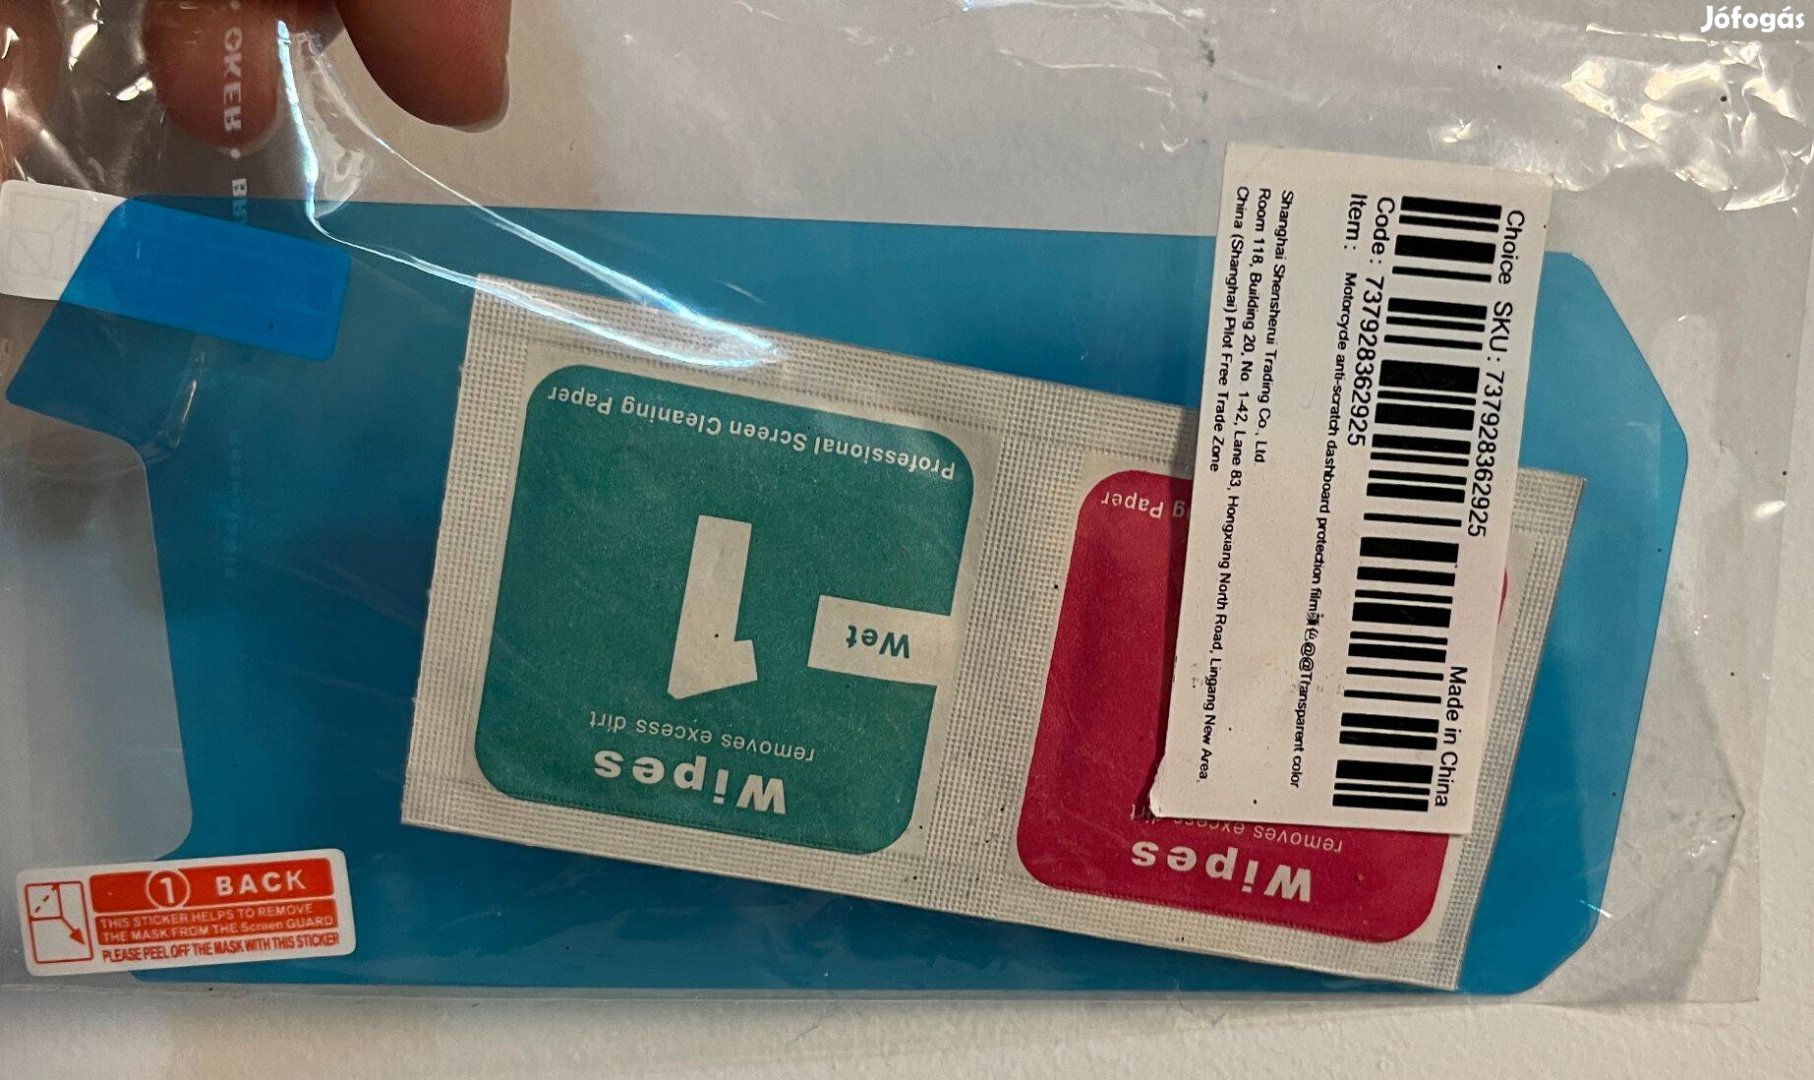 Jófogás
Choice SKU: 737928362925
Made in China
Code: 737928362925
Item: Motorcycle anti-scratch dashboard protection film @@Transparent color
Shanghai Shensherui Trading Co., Ltd
Room 118, Building 20, No. 1-42, Lane 83, Hongxiang North Road, Lingang New Area,
China (Shanghai) Pilot Free Trade Zone
Wipes
removes excess dirt
1
Wet
Professional Screen Cleaning Paper
Wipes
removes excess dirt
Paper
1 BACK
THIS STICKER HELPS TO REMOVE
THE MASK FROM THE Screen GUARD
PLEASE PEEL OFF THE MASK WITH THIS STICKER